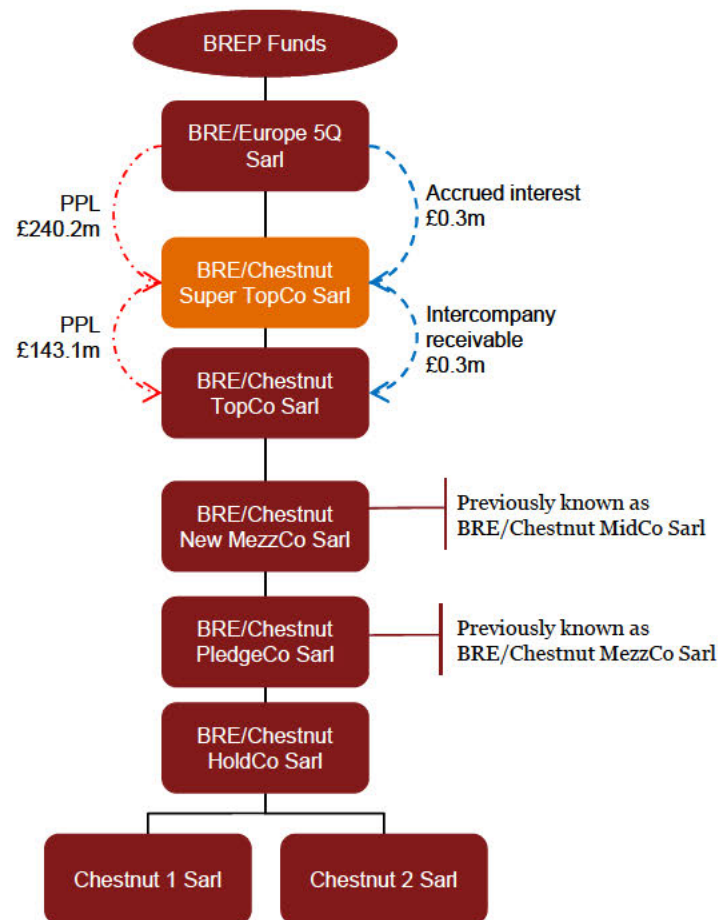 BREP Funds
BRE/Europe 5Q
Sarl
PPL
£240.2m
Accrued interest
£0.3m
BRE/Chestnut
Super TopCo Sarl
PPL
£143.1m
Intercompany
receivable
£0.3m
BRE/Chestnut
TopCo Sarl
BRE/Chestnut
New MezzCo Sarl
Previously known as
BRE/Chestnut MidCo Sarl
BRE/Chestnut
PledgeCo Sarl
Previously known as
BRE/Chestnut MezzCo Sarl
BRE/Chestnut
HoldCo Sarl
Chestnut 1 Sarl
Chestnut 2 Sarl